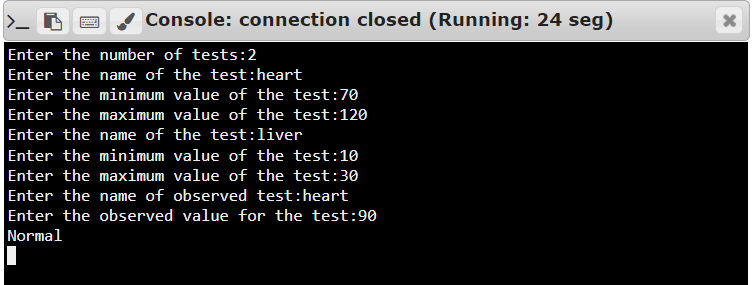 >_ Console: connection closed (Running: 24 seg)
Enter the number of tests:2
Enter the name of the test:heart
Enter the minimum value of the test:70
Enter the maximum value of the test:120
Enter the name of the test:liver
Enter the minimum value of the test:10
Enter the maximum value of the test:30
Enter the name of observed test:heart
Enter the observed value for the test:90
Normal